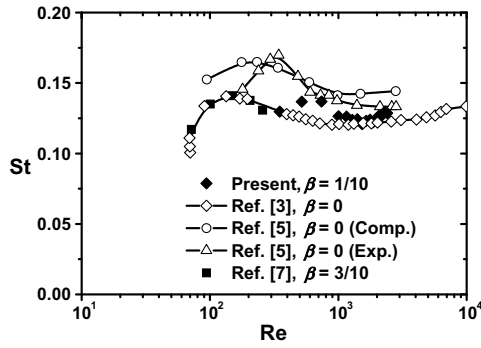 0.20
0.15
0.10
0.05
0.00
St
Present, β = 1/10
Ref. [3], β = 0
Ref. [5], β = 0 (Comp.)
Ref. [5], β = 0 (Exp.)
Ref. [7], β = 3/10
10¹ 10² 10³ 10⁴
Re